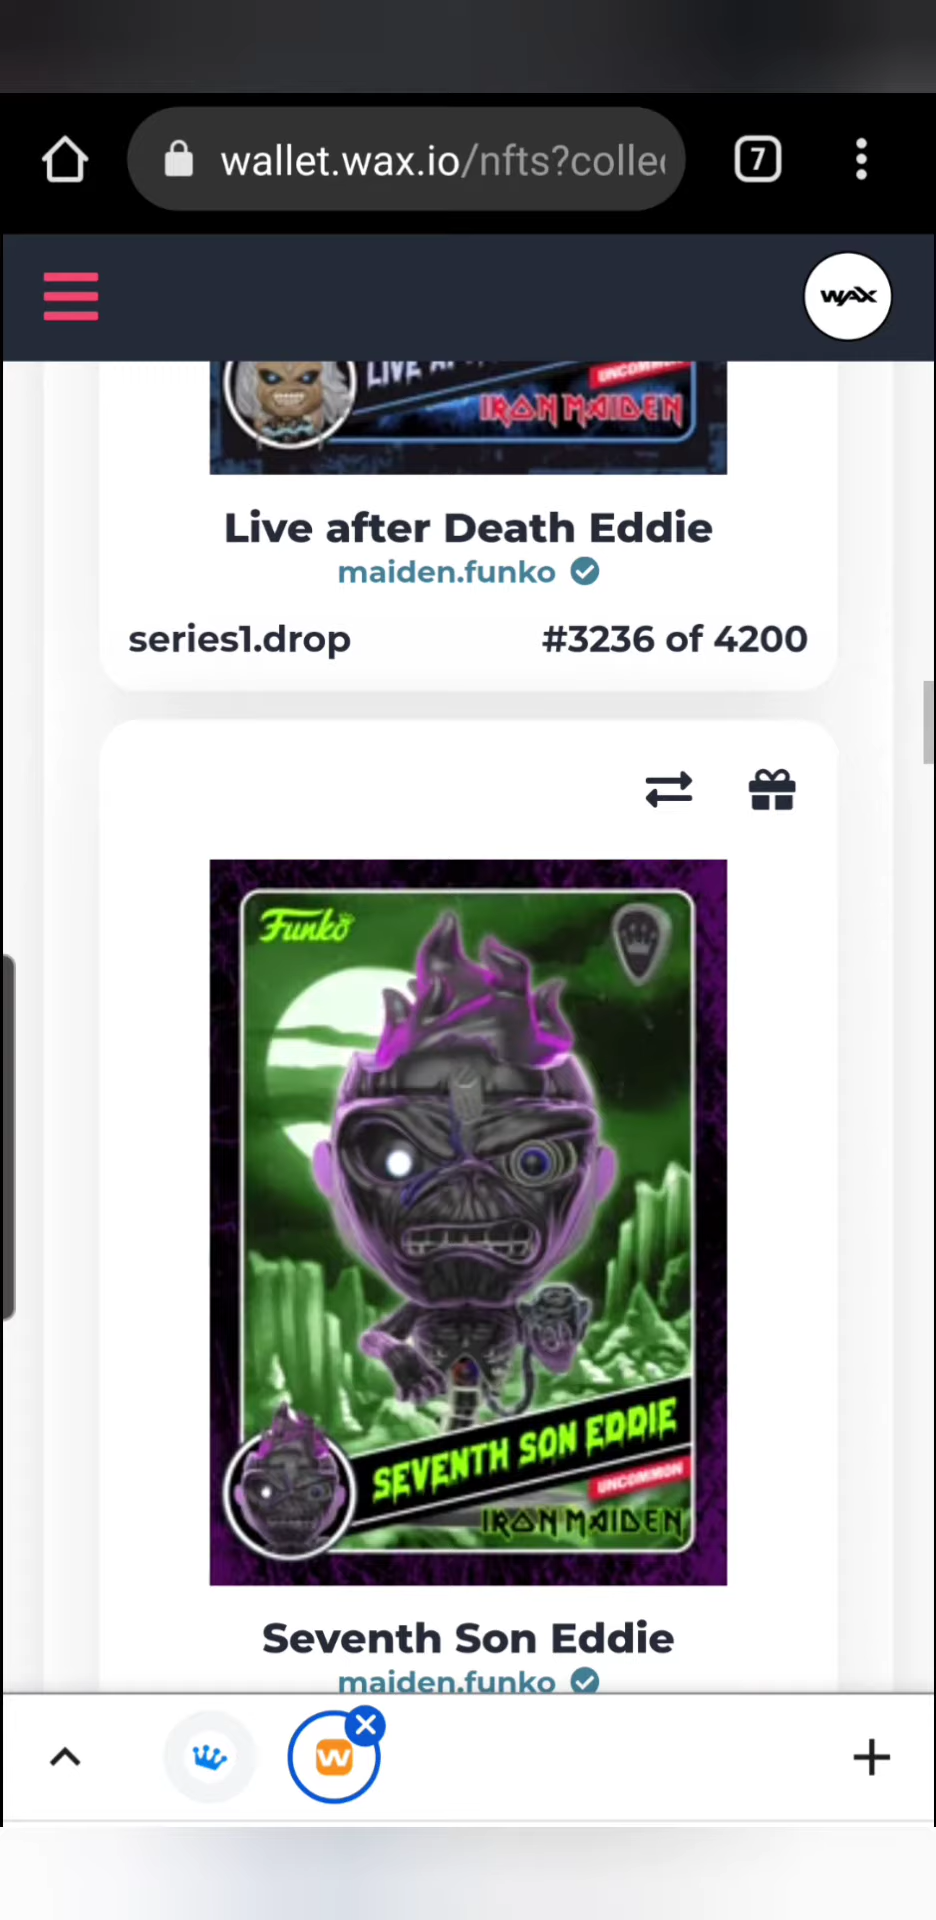 wallet.wax.io/nfts?collec
7
WAX
LIVE A
UNCOMMON
IRON MAIDEN
Live after Death Eddie
maiden.funko
series1.drop
#3236 of 4200
Funko
SEVENTH SON EDDIE
UNCOMMON
IRON MAIDEN
Seventh Son Eddie
maiden.funko
W